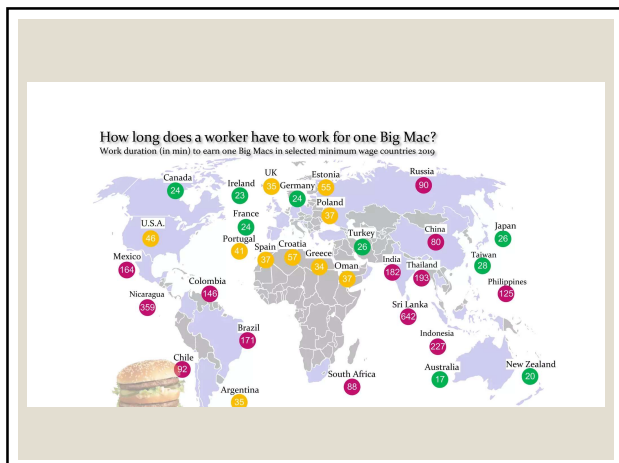 How long does a worker have to work for one Big Mac?
Work duration (in min) to earn one Big Macs in selected minimum wage countries 2019
Canada
24
Ireland
23
UK
35
Germany
24
Estonia
55
Russia
90
U.S.A.
46
France
24
Poland
37
Portugal
41
Spain
37
Croatia
57
Greece
34
Turkey
26
Oman
37
China
80
Japan
26
Taiwan
28
Mexico
164
Nicaragua
359
Colombia
146
India
182
Thailand
193
Philippines
125
Sri Lanka
642
Indonesia
227
Brazil
171
Chile
92
Argentina
35
South Africa
88
Australia
17
New Zealand
20